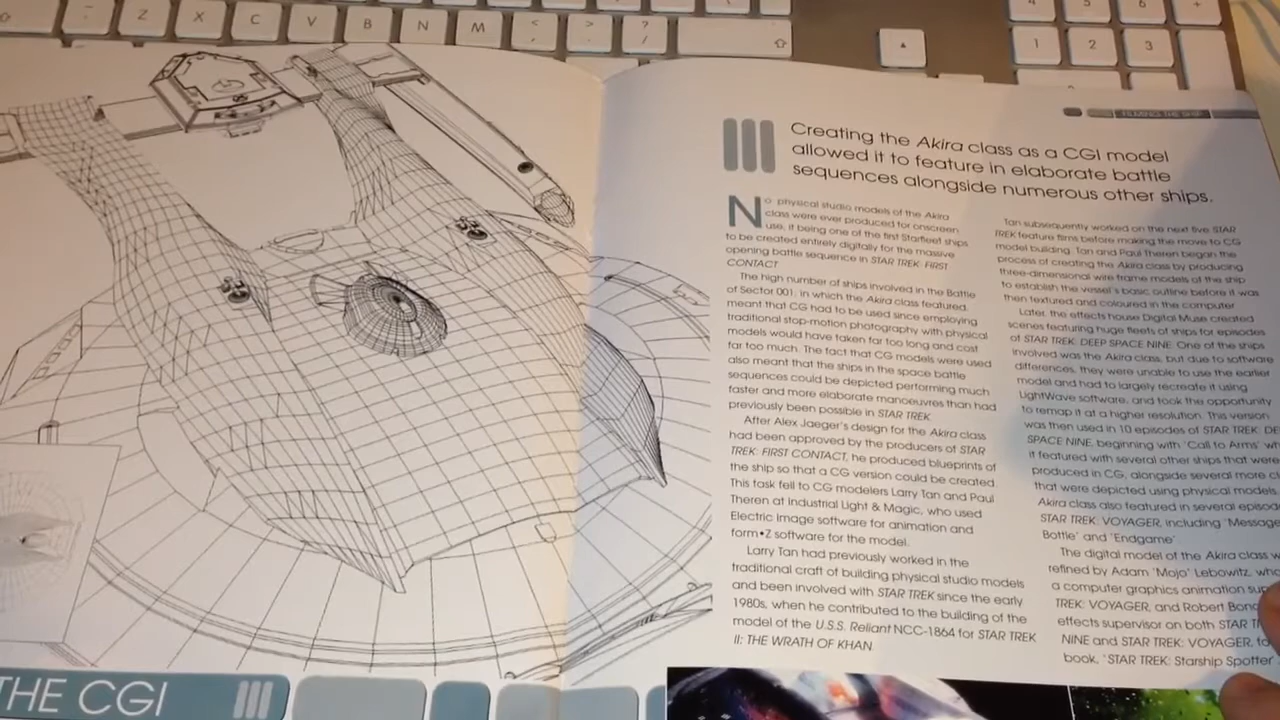 Z X C V B N M < , > . ? /
4 5 6 +
1 2 3
FILMING THE SHIP
Creating the Akira class as a CGI model
allowed it to feature in elaborate battle
sequences alongside numerous other ships.
No physical studio models of the Akira
class were ever produced for onscreen
use, it being one of the first Starfleet ships
to be created entirely digitally for the massive
opening battle sequence in STAR TREK: FIRST
CONTACT
The high number of ships involved in the Battle
of Sector 001, in which the Akira class featured,
meant that CG had to be used since employing
traditional stop-motion photography with physical
models would have taken far too long and cost
far too much. The fact that CG models were used
also meant that the ships in the space battle
sequences could be depicted performing much
faster and more elaborate manoeuvres than had
previously been possible in STAR TREK.
After Alex Jaeger's design for the Akira class
had been approved by the producers of STAR
TREK: FIRST CONTACT, he produced blueprints of
the ship so that a CG version could be created.
This task fell to CG modelers Larry Tan and Paul
Theren at Industrial Light & Magic, who used
Electric Image software for animation and
form•Z software for the model.
Larry Tan had previously worked in the
traditional craft of building physical studio models
and been involved with STAR TREK since the early
1980s, when he contributed to the building of the
model of the U.S.S. Reliant NCC-1864 for STAR TREK
II: THE WRATH OF KHAN.
Tan subsequently worked on the next five STAR
TREK feature films before making the move to CG
model building. Tan and Paul Theren began the
process of creating the Akira class by producing
three-dimensional wire frame models of the ship
to establish the vessel's basic outline before it was
then textured and coloured in the computer
Later, the effects house Digital Muse created
scenes featuring huge fleets of ships for episodes
of STAR TREK: DEEP SPACE NINE. One of the ships
involved was the Akira class, but due to software
differences, they were unable to use the earlier
model and had to largely recreate it using
LightWave software, and took the opportunity
to remap it at a higher resolution. This version
was then used in 10 episodes of STAR TREK: DE
SPACE NINE, beginning with 'Call to Arms' wh
it featured with several other ships that were
produced in CG, alongside several more cl
that were depicted using physical models.
Akira class also featured in several episod
STAR TREK: VOYAGER, including 'Message
Bottle' and 'Endgame'
The digital model of the Akira class w
refined by Adam 'Mojo' Lebowitz, who
a computer graphics animation sup
TREK: VOYAGER, and Robert Bonc
effects supervisor on both STAR T
NINE and STAR TREK: VOYAGER, fo
book, 'STAR TREK: Starship Spotter'
THE CGI